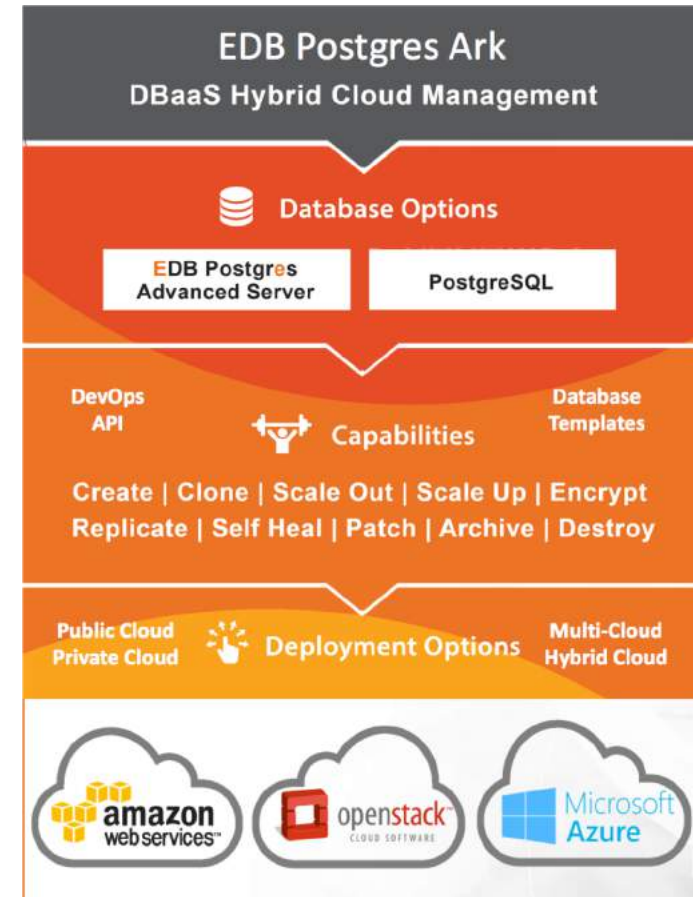 EDB Postgres Ark
DBaaS Hybrid Cloud Management
Database Options
EDB Postgres
Advanced Server
PostgreSQL
DevOps
API
Capabilities
Database
Templates
Create | Clone | Scale Out | Scale Up | Encrypt
Replicate | Self Heal | Patch | Archive | Destroy
Public Cloud
Private Cloud
Deployment Options
Multi-Cloud
Hybrid Cloud
amazon
web services™
openstack™
CLOUD SOFTWARE
Microsoft
Azure